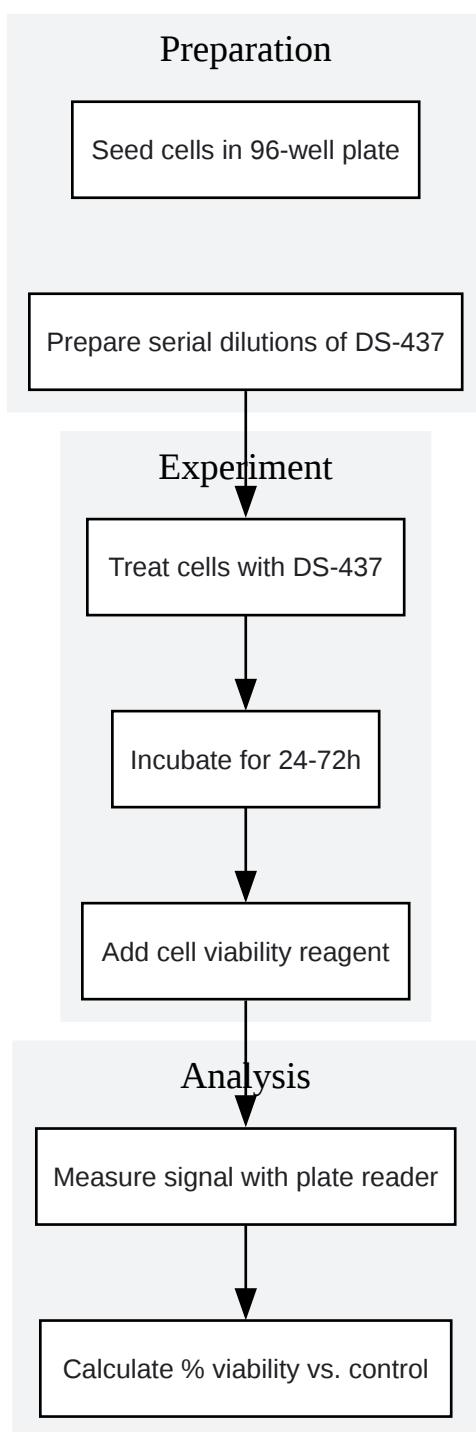 Preparation
Seed cells in 96-well plate
Prepare serial dilutions of DS-437
Experiment
Treat cells with DS-437
Incubate for 24-72h
Add cell viability reagent
Analysis
Measure signal with plate reader
Calculate % viability vs. control